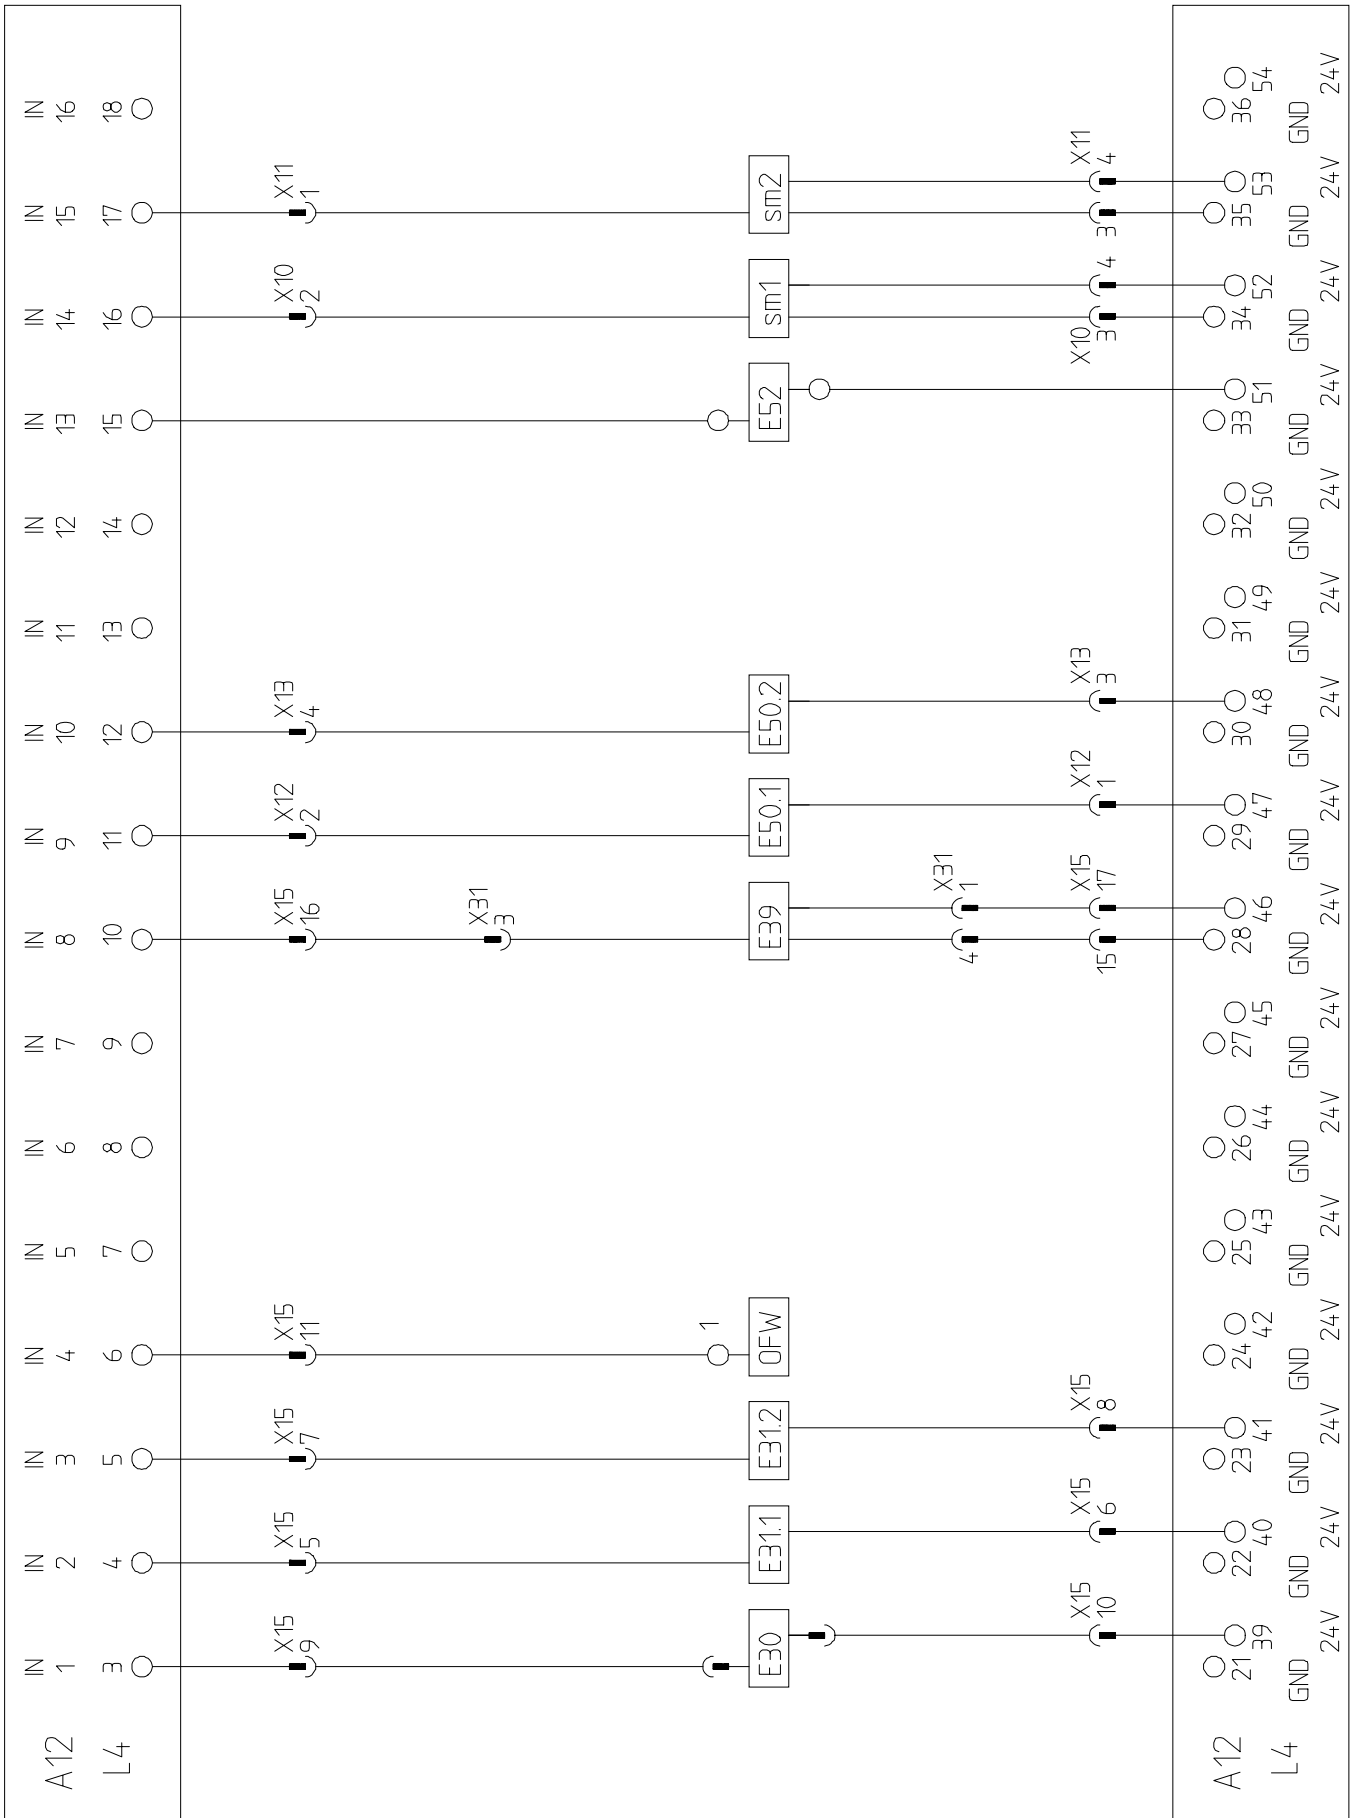 IN IN IN IN IN IN IN IN IN IN IN IN IN IN IN IN
A12 1 2 3 4 5 6 7 8 9 10 11 12 13 14 15 16
L4 3 4 5 6 7 8 9 10 11 12 13 14 15 16 17 18
X15 X15 X15 X15 X15 X12 X13 X10 X11
9 5 7 11 16 2 4 2 1
X31
3
1
E30 E31.1 E31.2 OFW E39 E50.1 E50.2 E52 sm1 sm2
X31
4 1
X15 X15 X15 X15 X12 X13 X10 X11
10 6 8 15 17 1 3 3 4 3 4
A12 21 22 23 24 25 26 27 28 29 30 31 32 33 34 35 36
39 40 41 42 43 44 45 46 47 48 49 50 51 52 53 54
L4 GND GND GND GND GND GND GND GND GND GND GND GND GND GND GND GND
24V 24V 24V 24V 24V 24V 24V 24V 24V 24V 24V 24V 24V 24V 24V 24V